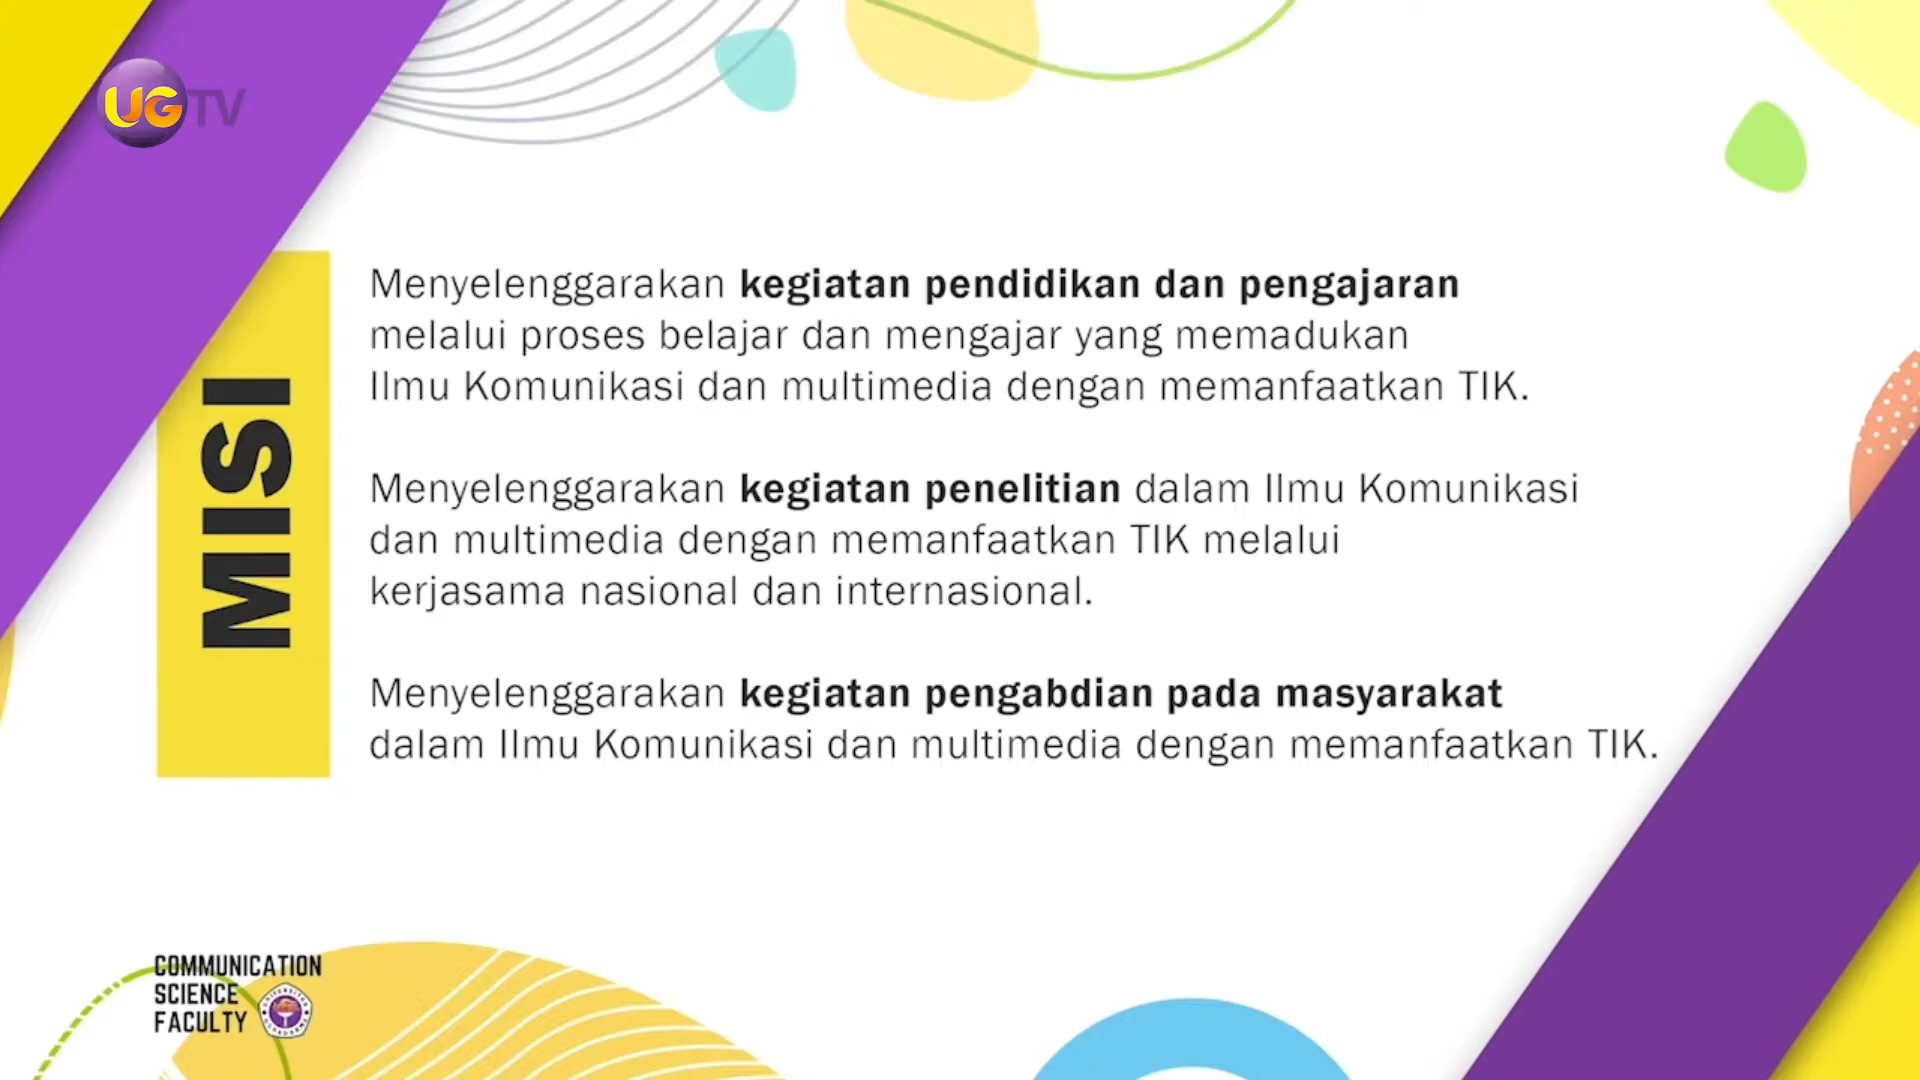 UGTV
MISI
Menyelenggarakan kegiatan pendidikan dan pengajaran
melalui proses belajar dan mengajar yang memadukan
Ilmu Komunikasi dan multimedia dengan memanfaatkan TIK.
Menyelenggarakan kegiatan penelitian dalam Ilmu Komunikasi
dan multimedia dengan memanfaatkan TIK melalui
kerjasama nasional dan internasional.
Menyelenggarakan kegiatan pengabdian pada masyarakat
dalam Ilmu Komunikasi dan multimedia dengan memanfaatkan TIK.
COMMUNICATION
SCIENCE
FACULTY